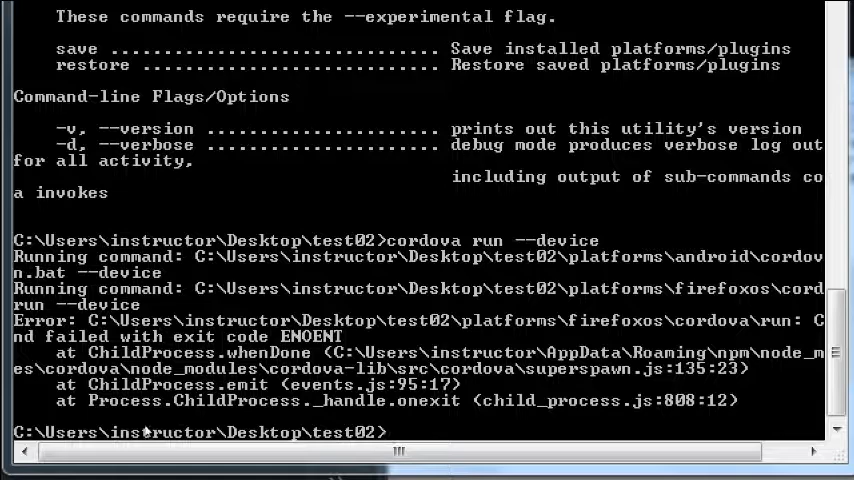 These commands require the --experimental flag.
save ............................... Save installed platforms/plugins
restore ............................ Restore saved platforms/plugins
Command-line Flags/Options
-v, --version ...................... prints out this utility's version
-d, --verbose ...................... debug mode produces verbose log out
for all activity,
including output of sub-commands co
a invokes
C:\Users\instructor\Desktop\test02>cordova run --device
Running command: C:\Users\instructor\Desktop\test02\platforms\android\cordov
n.bat --device
Running command: C:\Users\instructor\Desktop\test02\platforms\firefoxos\cord
run --device
Error: C:\Users\instructor\Desktop\test02\platforms\firefoxos\cordova\run: C
nd failed with exit code ENOENT
at ChildProcess.whenDone (C:\Users\instructor\AppData\Roaming\npm\node_m
es\cordova\node_modules\cordova-lib\src\cordova\superspawn.js:135:23)
at ChildProcess.emit (events.js:95:17)
at Process.ChildProcess._handle.onexit (child_process.js:808:12)
C:\Users\instructor\Desktop\test02>